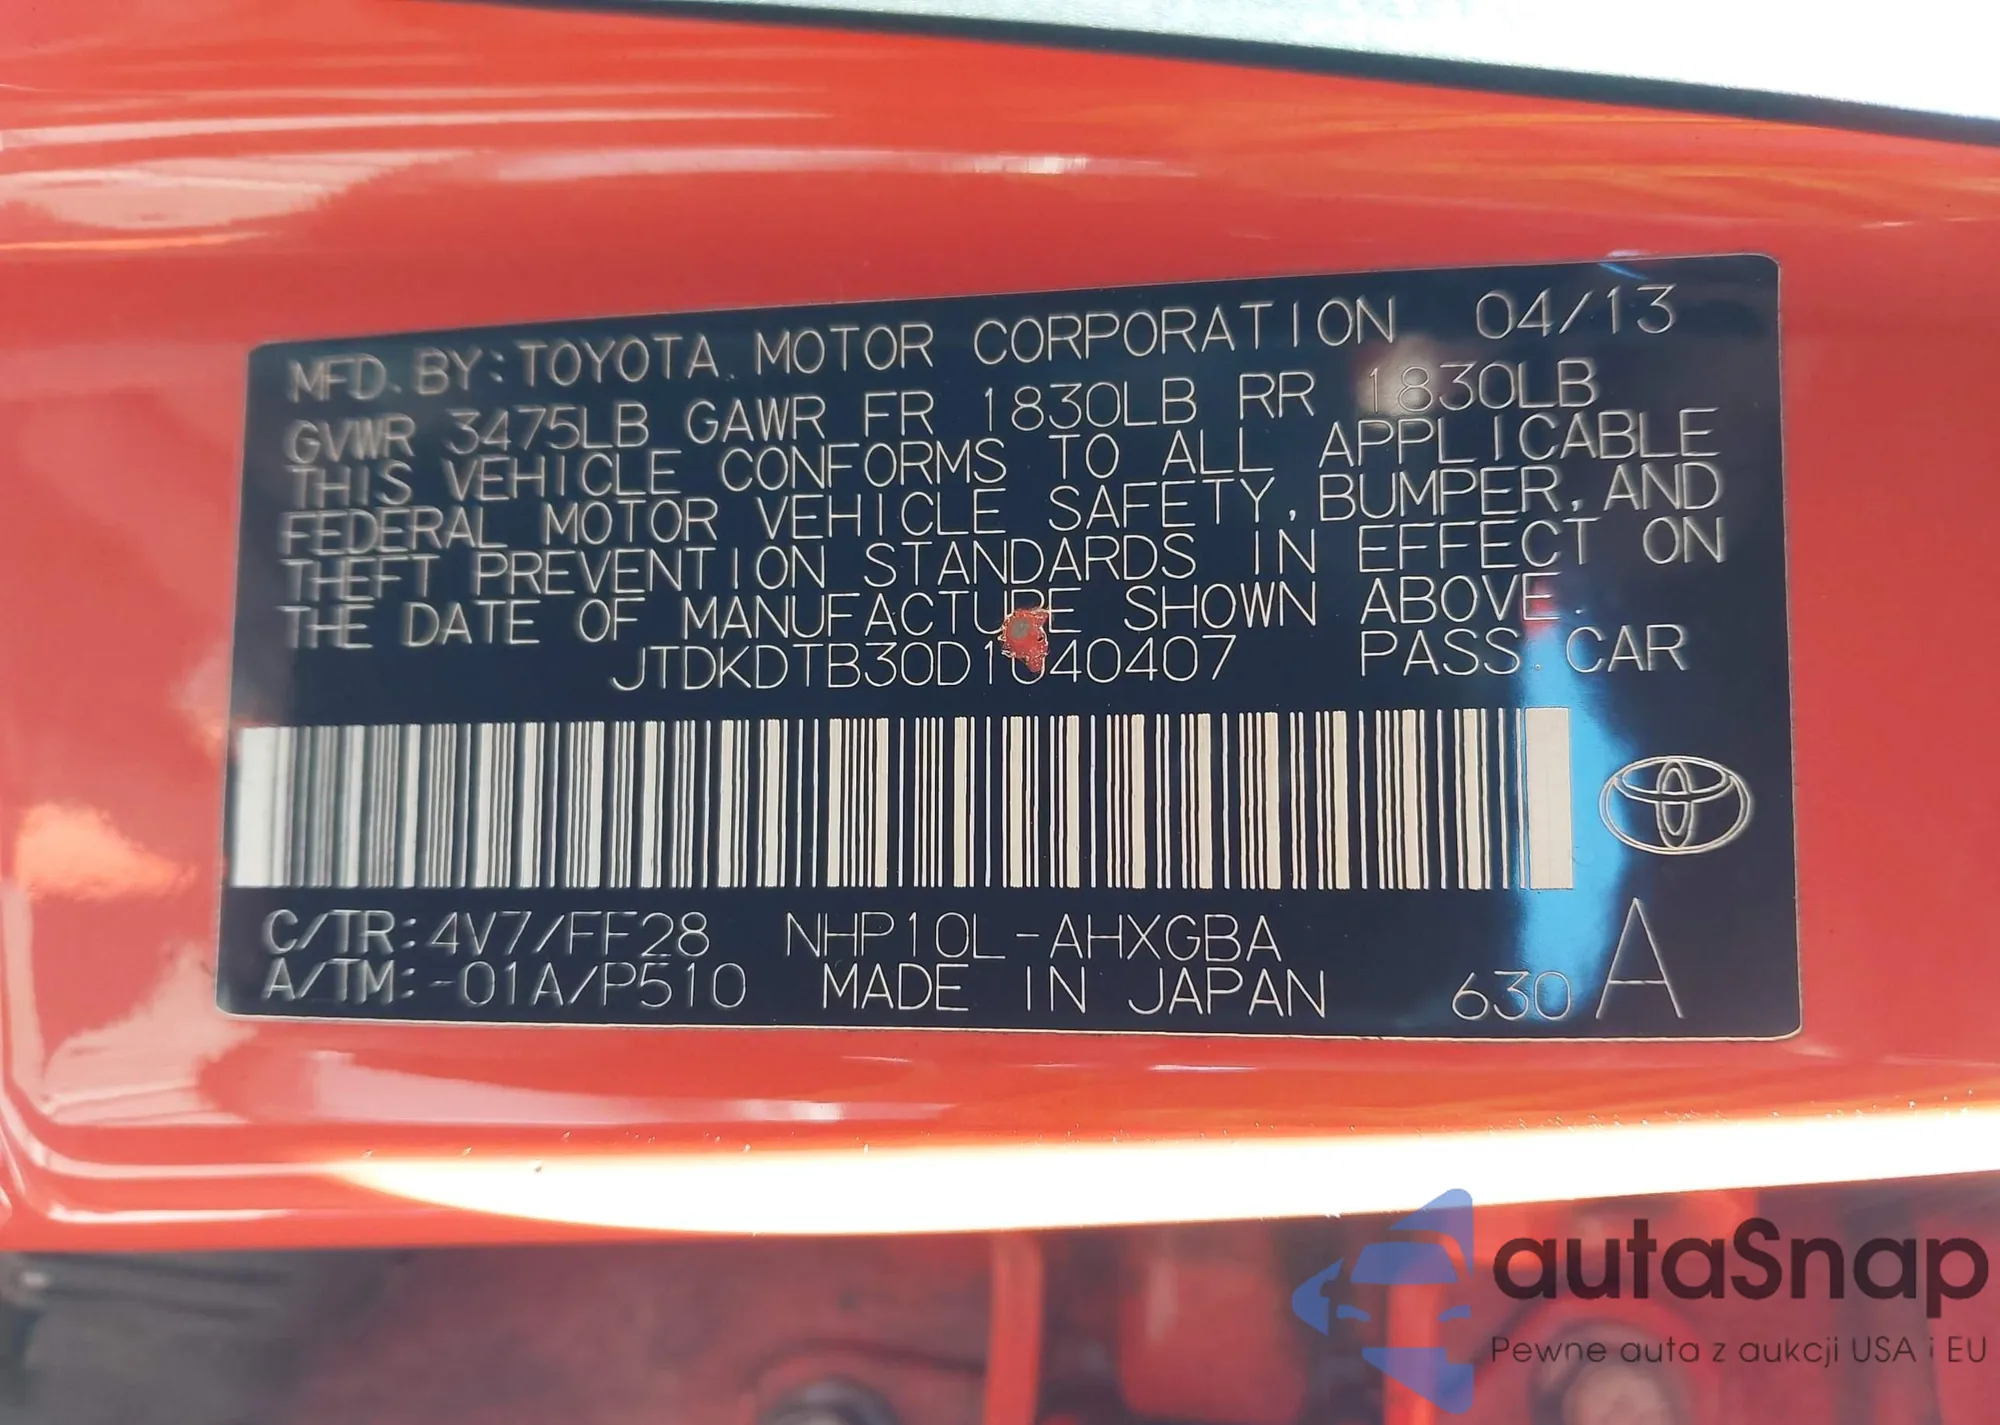 MFD. BY: TOYOTA MOTOR CORPORATION 04/13
GVWR 3475LB GAWR FR 1830LB RR 1830LB
THIS VEHICLE CONFORMS TO ALL APPLICABLE
FEDERAL MOTOR VEHICLE SAFETY, BUMPER, AND
THEFT PREVENTION STANDARDS IN EFFECT ON
THE DATE OF MANUFACTURE SHOWN ABOVE.
JTDKDTB30D1040407 PASS. CAR
C/TR: 4V7/FF28 NHP10L-AHXGBA
A/TM: -01A/P510 MADE IN JAPAN 630 A
autaSnap
Pewne auta z aukcji USA i EU